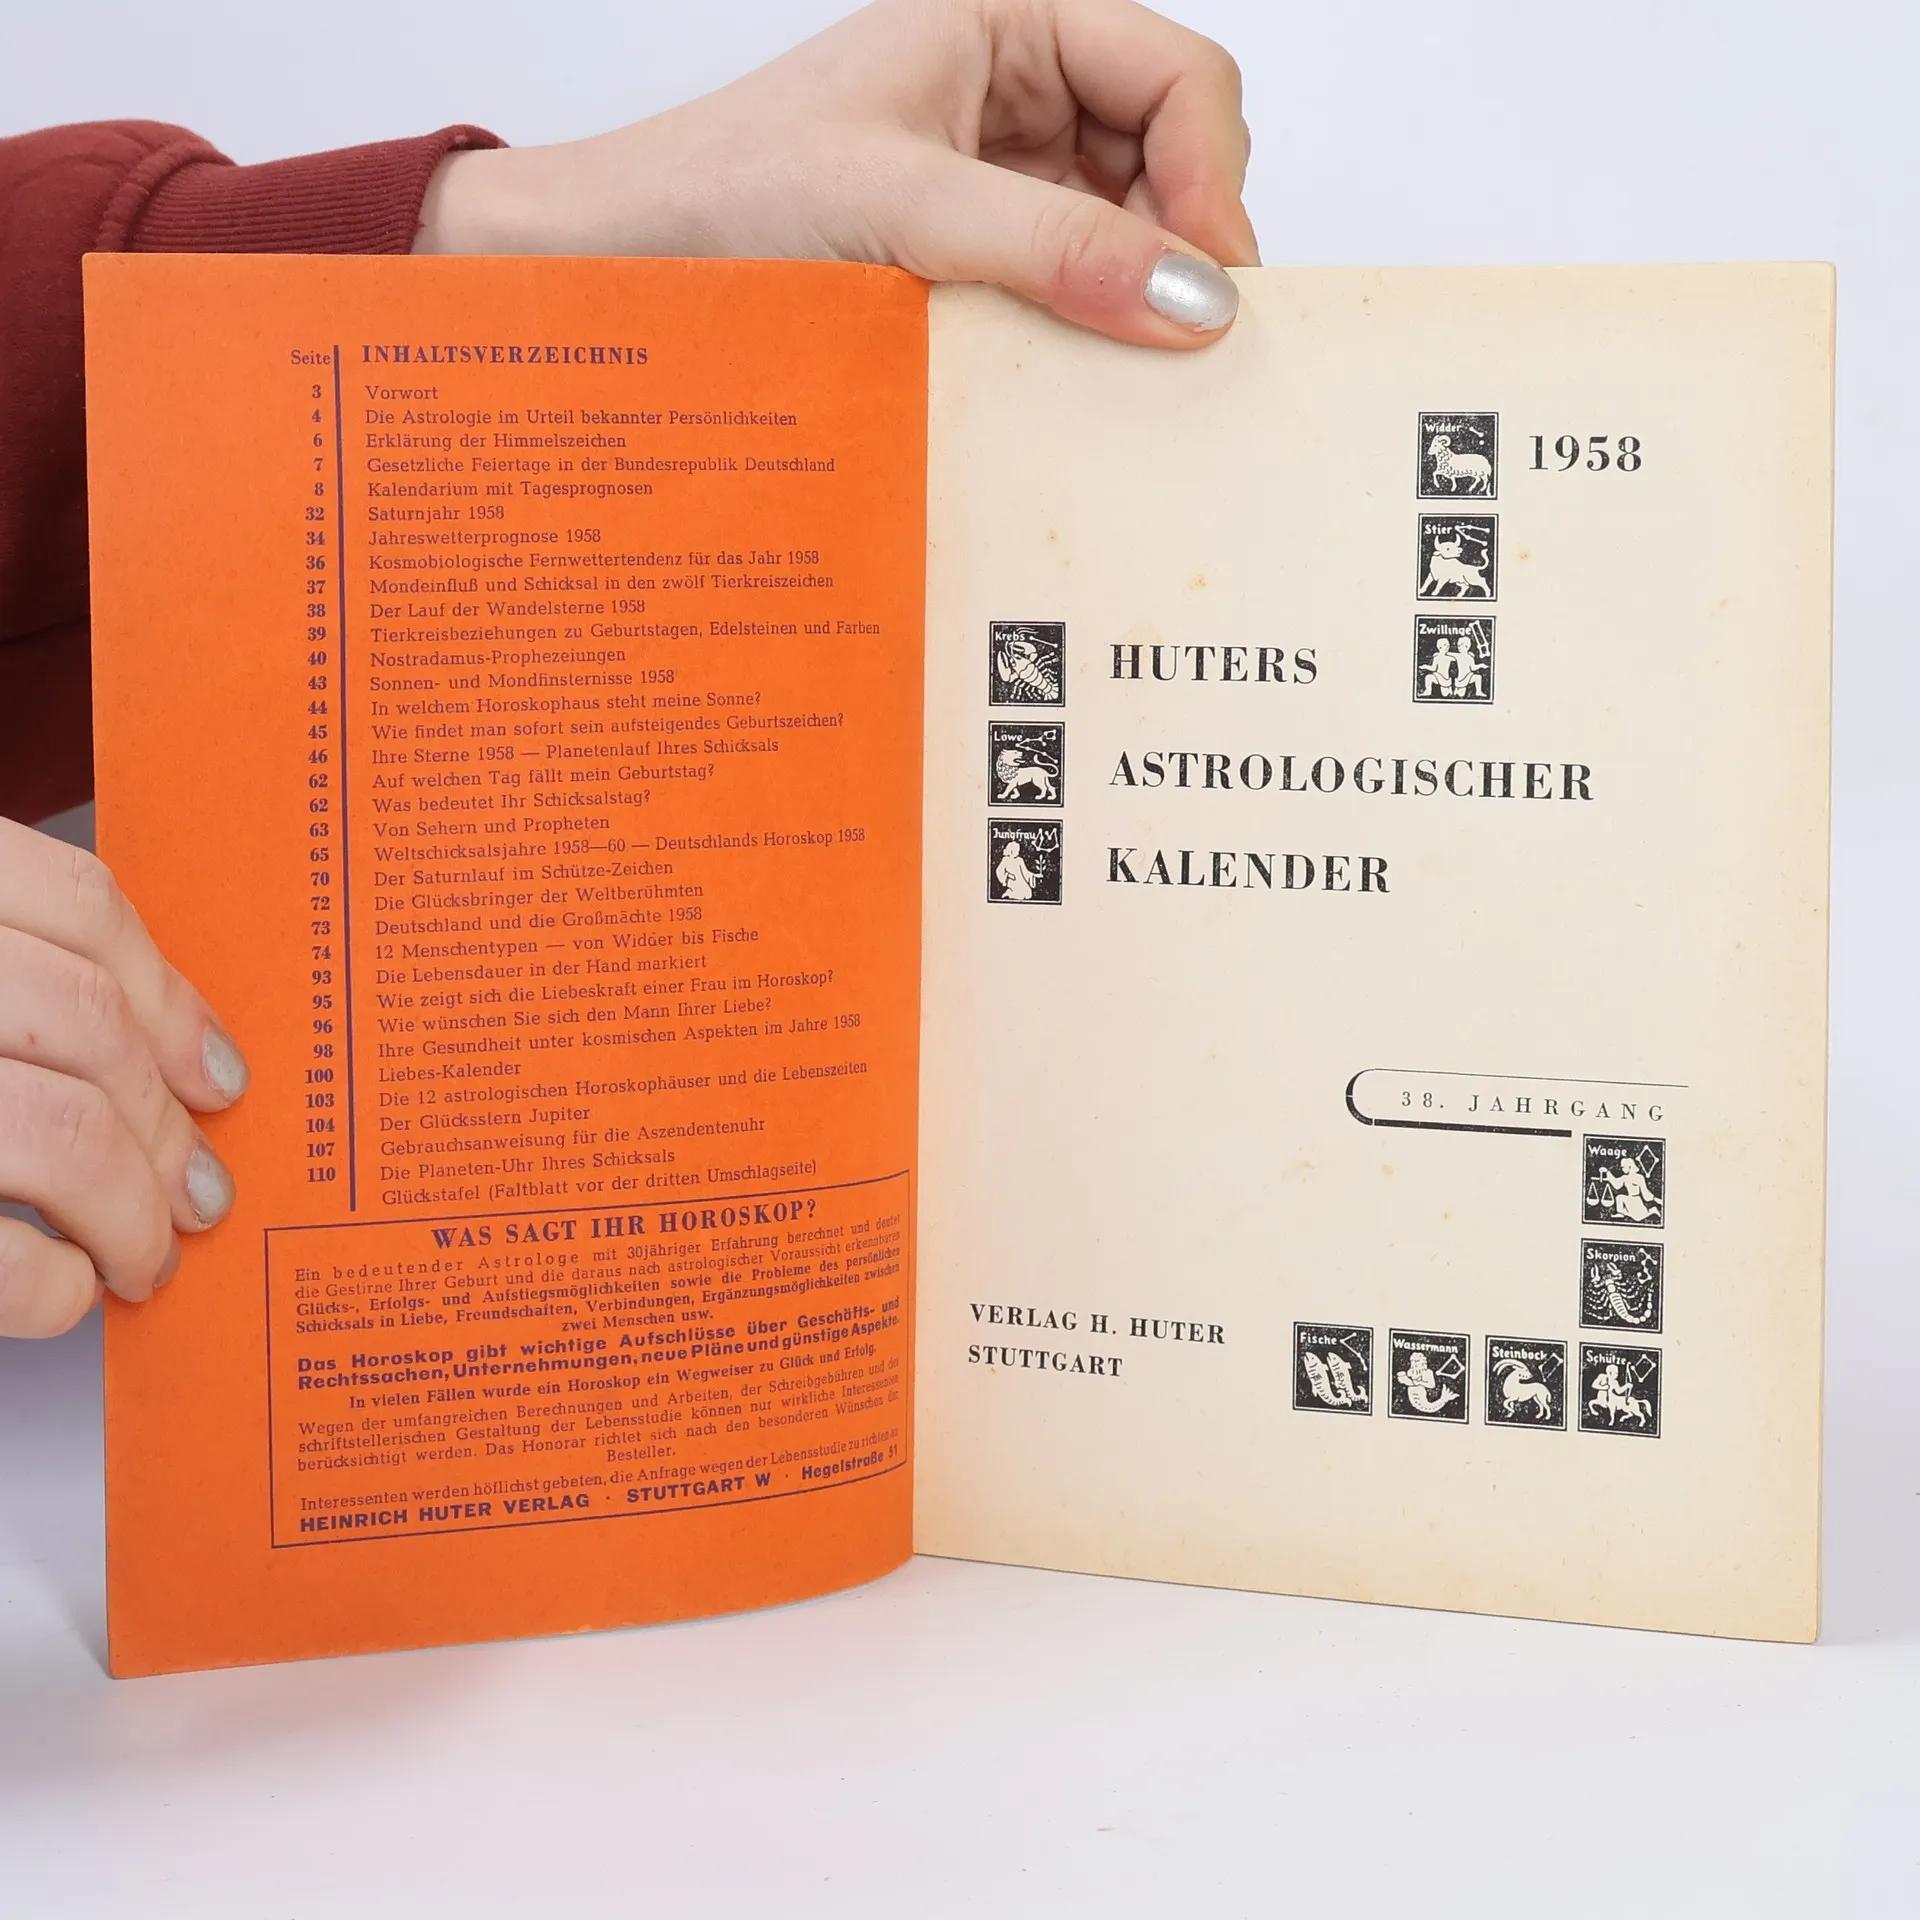 Seite INHALTSVERZEICHNIS
3 Vorwort
4 Die Astrologie im Urteil bekannter Persönlichkeiten
6 Erklärung der Himmelszeichen
7 Gesetzliche Feiertage in der Bundesrepublik Deutschland
8 Kalendarium mit Tagesprognosen
32 Saturnjahr 1958
34 Jahreswetterprognose 1958
36 Kosmobiologische Fernwettertendenz für das Jahr 1958
37 Mondeinfluß und Schicksal in den zwölf Tierkreiszeichen
38 Der Lauf der Wandelsterne 1958
39 Tierkreisbeziehungen zu Geburtstagen, Edelsteinen und Farben
40 Nostradamus-Prophezeiungen
43 Sonnen- und Mondfinsternisse 1958
44 In welchem Horoskophaus steht meine Sonne?
45 Wie findet man sofort sein aufsteigendes Geburtszeichen?
46 Ihre Sterne 1958 — Planetenlauf Ihres Schicksals
62 Auf welchen Tag fällt mein Geburtstag?
62 Was bedeutet Ihr Schicksalstag?
63 Von Sehern und Propheten
65 Weltschicksalsjahre 1958—60 — Deutschlands Horoskop 1958
70 Der Saturnlauf im Schütze-Zeichen
72 Die Glücksbringer der Weltberühmten
73 Deutschland und die Großmächte 1958
74 12 Menschentypen — von Widder bis Fische
93 Die Lebensdauer in der Hand markiert
95 Wie zeigt sich die Liebeskraft einer Frau im Horoskop?
96 Wie wünschen Sie sich den Mann Ihrer Liebe?
98 Ihre Gesundheit unter kosmischen Aspekten im Jahre 1958
100 Liebes-Kalender
103 Die 12 astrologischen Horoskophäuser und die Lebenszeiten
104 Der Glücksstern Jupiter
107 Gebrauchsanweisung für die Aszendentenuhr
110 Die Planeten-Uhr Ihres Schicksals
Glückstafel (Faltblatt vor der dritten Umschlagseite)
WAS SAGT IHR HOROSKOP?
Ein bedeutender Astrologe mit 30jähriger Erfahrung berechnet und deutet
die Gestirne Ihrer Geburt und die daraus nach astrologischer Voraussicht erkennbaren
Glücks-, Erfolgs- und Aufstiegsmöglichkeiten sowie die Probleme des persönlichen
Schicksals in Liebe, Freundschaften, Verbindungen, Ergänzungsmöglichkeiten zwischen
zwei Menschen usw.
Das Horoskop gibt wichtige Aufschlüsse über Geschäfts- und
Rechtssachen, Unternehmungen, neue Pläne und günstige Aspekte.
In vielen Fällen wurde ein Horoskop ein Wegweiser zu Glück und Erfolg.
Wegen der umfangreichen Berechnungen und Arbeiten, der Schreibgebühren und der
schriftstellerischen Gestaltung der Lebensstudie können nur wirkliche Interessenten
berücksichtigt werden. Das Honorar richtet sich nach den besonderen Wünschen der
Besteller.
Interessenten werden höflichst gebeten, die Anfrage wegen der Lebensstudie zu richten an
HEINRICH HUTER VERLAG · STUTTGART W · Hegelstraße 51
Widder
1958
Stier
Zwillinge
Krebs
HUTERS
Löwe
ASTROLOGISCHER
Jungfrau
KALENDER
38. JAHRGANG
Waage
Skorpion
VERLAG H. HUTER
STUTTGART
Fische Wassermann Steinbock Schütze